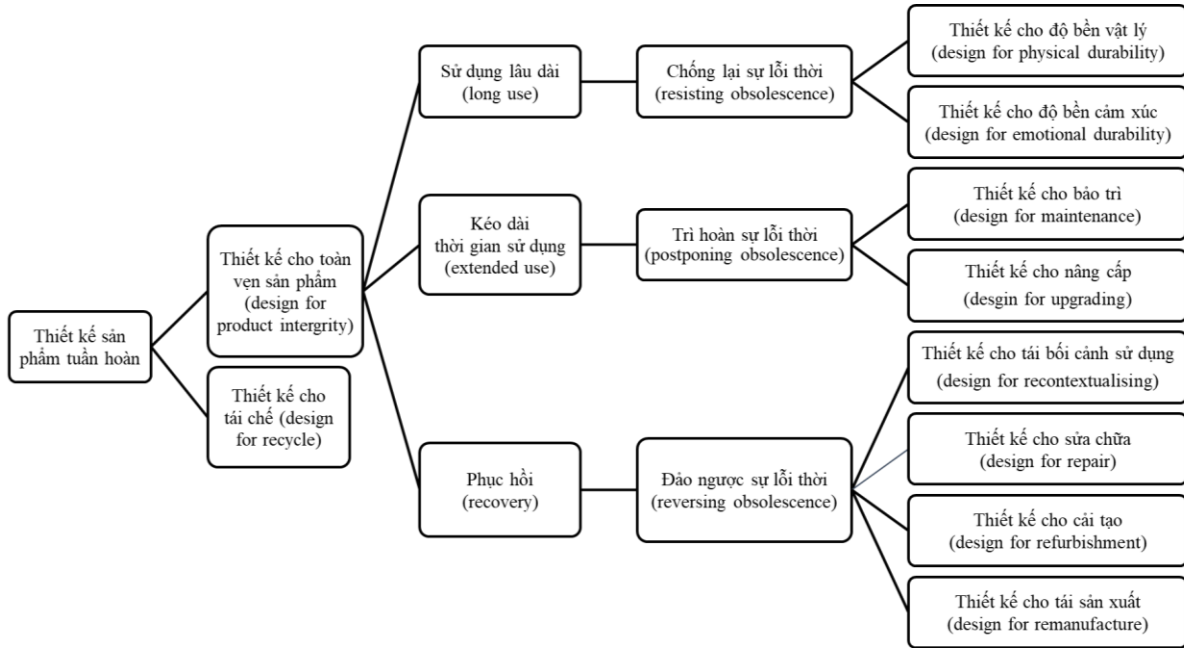 Thiết kế sản
phẩm tuần hoàn
Thiết kế cho toàn
vẹn sản phẩm
(design for
product intergrity)
Thiết kế cho
tái chế (design
for recycle)
Sử dụng lâu dài
(long use)
Kéo dài
thời gian sử dụng
(extended use)
Phục hồi
(recovery)
Chống lại sự lỗi thời
(resisting obsolescence)
Trì hoàn sự lỗi thời
(postponing obsolescence)
Đảo ngược sự lỗi thời
(reversing obsolescence)
Thiết kế cho độ bền vật lý
(design for physical durability)
Thiết kế cho độ bền cảm xúc
(design for emotional durability)
Thiết kế cho bảo trì
(design for maintenance)
Thiết kế cho nâng cấp
(desgin for upgrading)
Thiết kế cho tái bối cảnh sử dụng
(design for recontextualising)
Thiết kế cho sửa chữa
(design for repair)
Thiết kế cho cải tạo
(design for refurbishment)
Thiết kế cho tái sản xuất
(design for remanufacture)